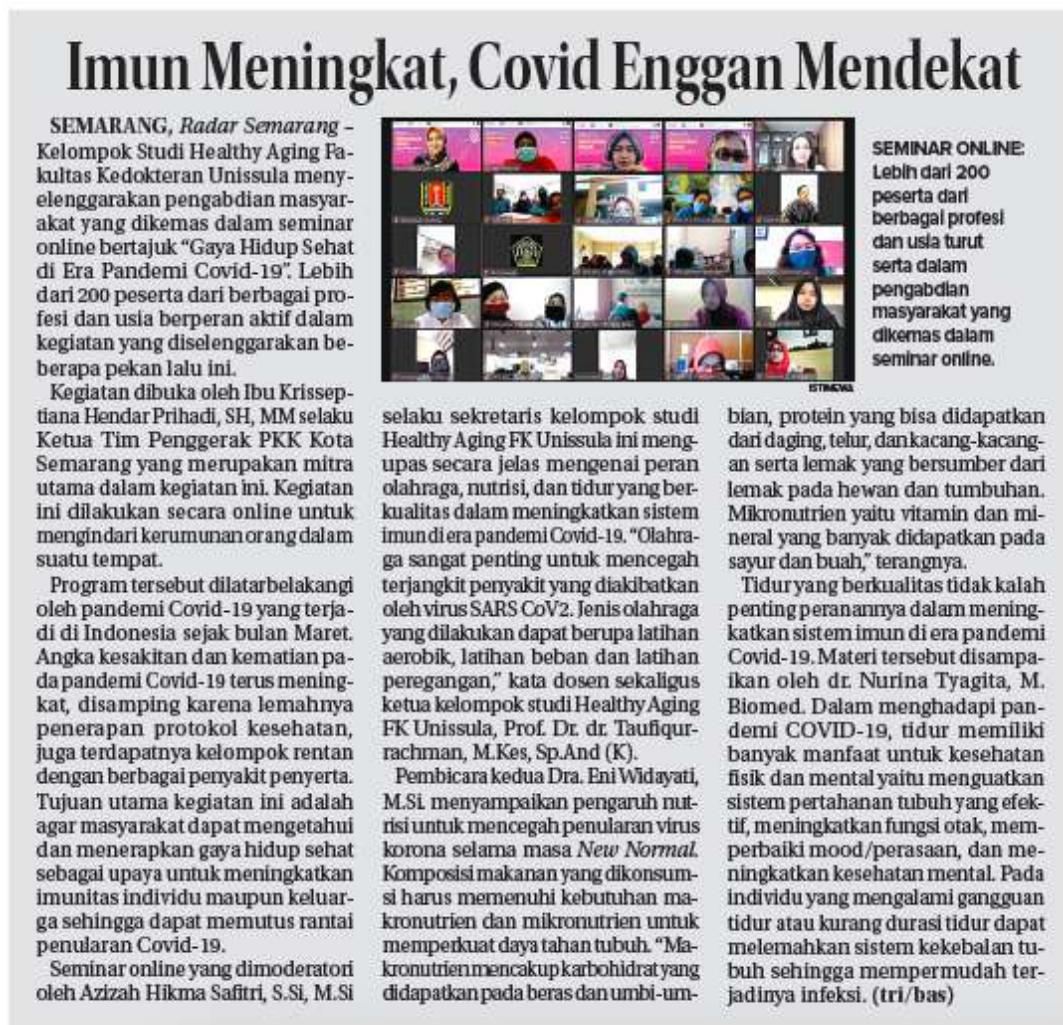 Imun Meningkat, Covid Enggan Mendekat
SEMARANG, Radar Semarang –
Kelompok Studi Healthy Aging Fa-
kultas Kedokteran Unissula meny-
elenggarakan pengabdian masyar-
akat yang dikemas dalam seminar
online bertajuk “Gaya Hidup Sehat
di Era Pandemi Covid-19”. Lebih
dari 200 peserta dari berbagai pro-
fesi dan usia berperan aktif dalam
kegiatan yang diselenggarakan be-
berapa pekan lalu ini.
Kegiatan dibuka oleh Ibu Krissep-
tiana Hendar Prihadi, SH, MM selaku
Ketua Tim Penggerak PKK Kota
Semarang yang merupakan mitra
utama dalam kegiatan ini. Kegiatan
ini dilakukan secara online untuk
mengindari kerumunan orang dalam
suatu tempat.
Program tersebut dilatarbelakangi
oleh pandemi Covid-19 yang terja-
di di Indonesia sejak bulan Maret.
Angka kesakitan dan kematian pa-
da pandemi Covid-19 terus mening-
kat, disamping karena lemahnya
penerapan protokol kesehatan,
juga terdapatnya kelompok rentan
dengan berbagai penyakit penyerta.
Tujuan utama kegiatan ini adalah
agar masyarakat dapat mengetahui
dan menerapkan gaya hidup sehat
sebagai upaya untuk meningkatkan
imunitas individu maupun keluar-
ga sehingga dapat memutus rantai
penularan Covid-19.
Seminar online yang dimoderatori
oleh Azizah Hikma Safitri, S.Si, M.Si
SEMINAR ONLINE:
Lebih dari 200
peserta dari
berbagai profesi
dan usia turut
serta dalam
pengabdian
masyarakat yang
dikemas dalam
seminar online.
ISTIMEWA
selaku sekretaris kelompok studi
Healthy Aging FK Unissula ini meng-
upas secara jelas mengenai peran
olahraga, nutrisi, dan tidur yang ber-
kualitas dalam meningkatkan sistem
imun di era pandemi Covid-19. “Olahra-
ga sangat penting untuk mencegah
terjangkit penyakit yang diakibatkan
oleh virus SARS CoV2. Jenis olahraga
yang dilakukan dapat berupa latihan
aerobik, latihan beban dan latihan
peregangan,” kata dosen sekaligus
ketua kelompok studi Healthy Aging
FK Unissula, Prof. Dr. dr. Taufiqur-
rachman, M.Kes, Sp.And (K).
Pembicara kedua Dra. Eni Widayati,
M.Si. menyampaikan pengaruh nut-
risi untuk mencegah penularan virus
korona selama masa New Normal.
Komposisi makanan yang dikonsum-
si harus memenuhi kebutuhan ma-
kronutrien dan mikronutrien untuk
memperkuat daya tahan tubuh. “Ma-
kronutrien mencakup karbohidrat yang
didapatkan pada beras dan umbi-um-
bian, protein yang bisa didapatkan
dari daging, telur, dan kacang-kacang-
an serta lemak yang bersumber dari
lemak pada hewan dan tumbuhan.
Mikronutrien yaitu vitamin dan mi-
neral yang banyak didapatkan pada
sayur dan buah,” terangnya.
Tidur yang berkualitas tidak kalah
penting peranannya dalam mening-
katkan sistem imun di era pandemi
Covid-19. Materi tersebut disampa-
ikan oleh dr. Nurina Tyagita, M.
Biomed. Dalam menghadapi pan-
demi COVID-19, tidur memiliki
banyak manfaat untuk kesehatan
fisik dan mental yaitu menguatkan
sistem pertahanan tubuh yang efek-
tif, meningkatkan fungsi otak, mem-
perbaiki mood/perasaan, dan me-
ningkatkan kesehatan mental. Pada
individu yang mengalami gangguan
tidur atau kurang durasi tidur dapat
melemahkan sistem kekebalan tu-
buh sehingga mempermudah ter-
jadinya infeksi. (tri/bas)